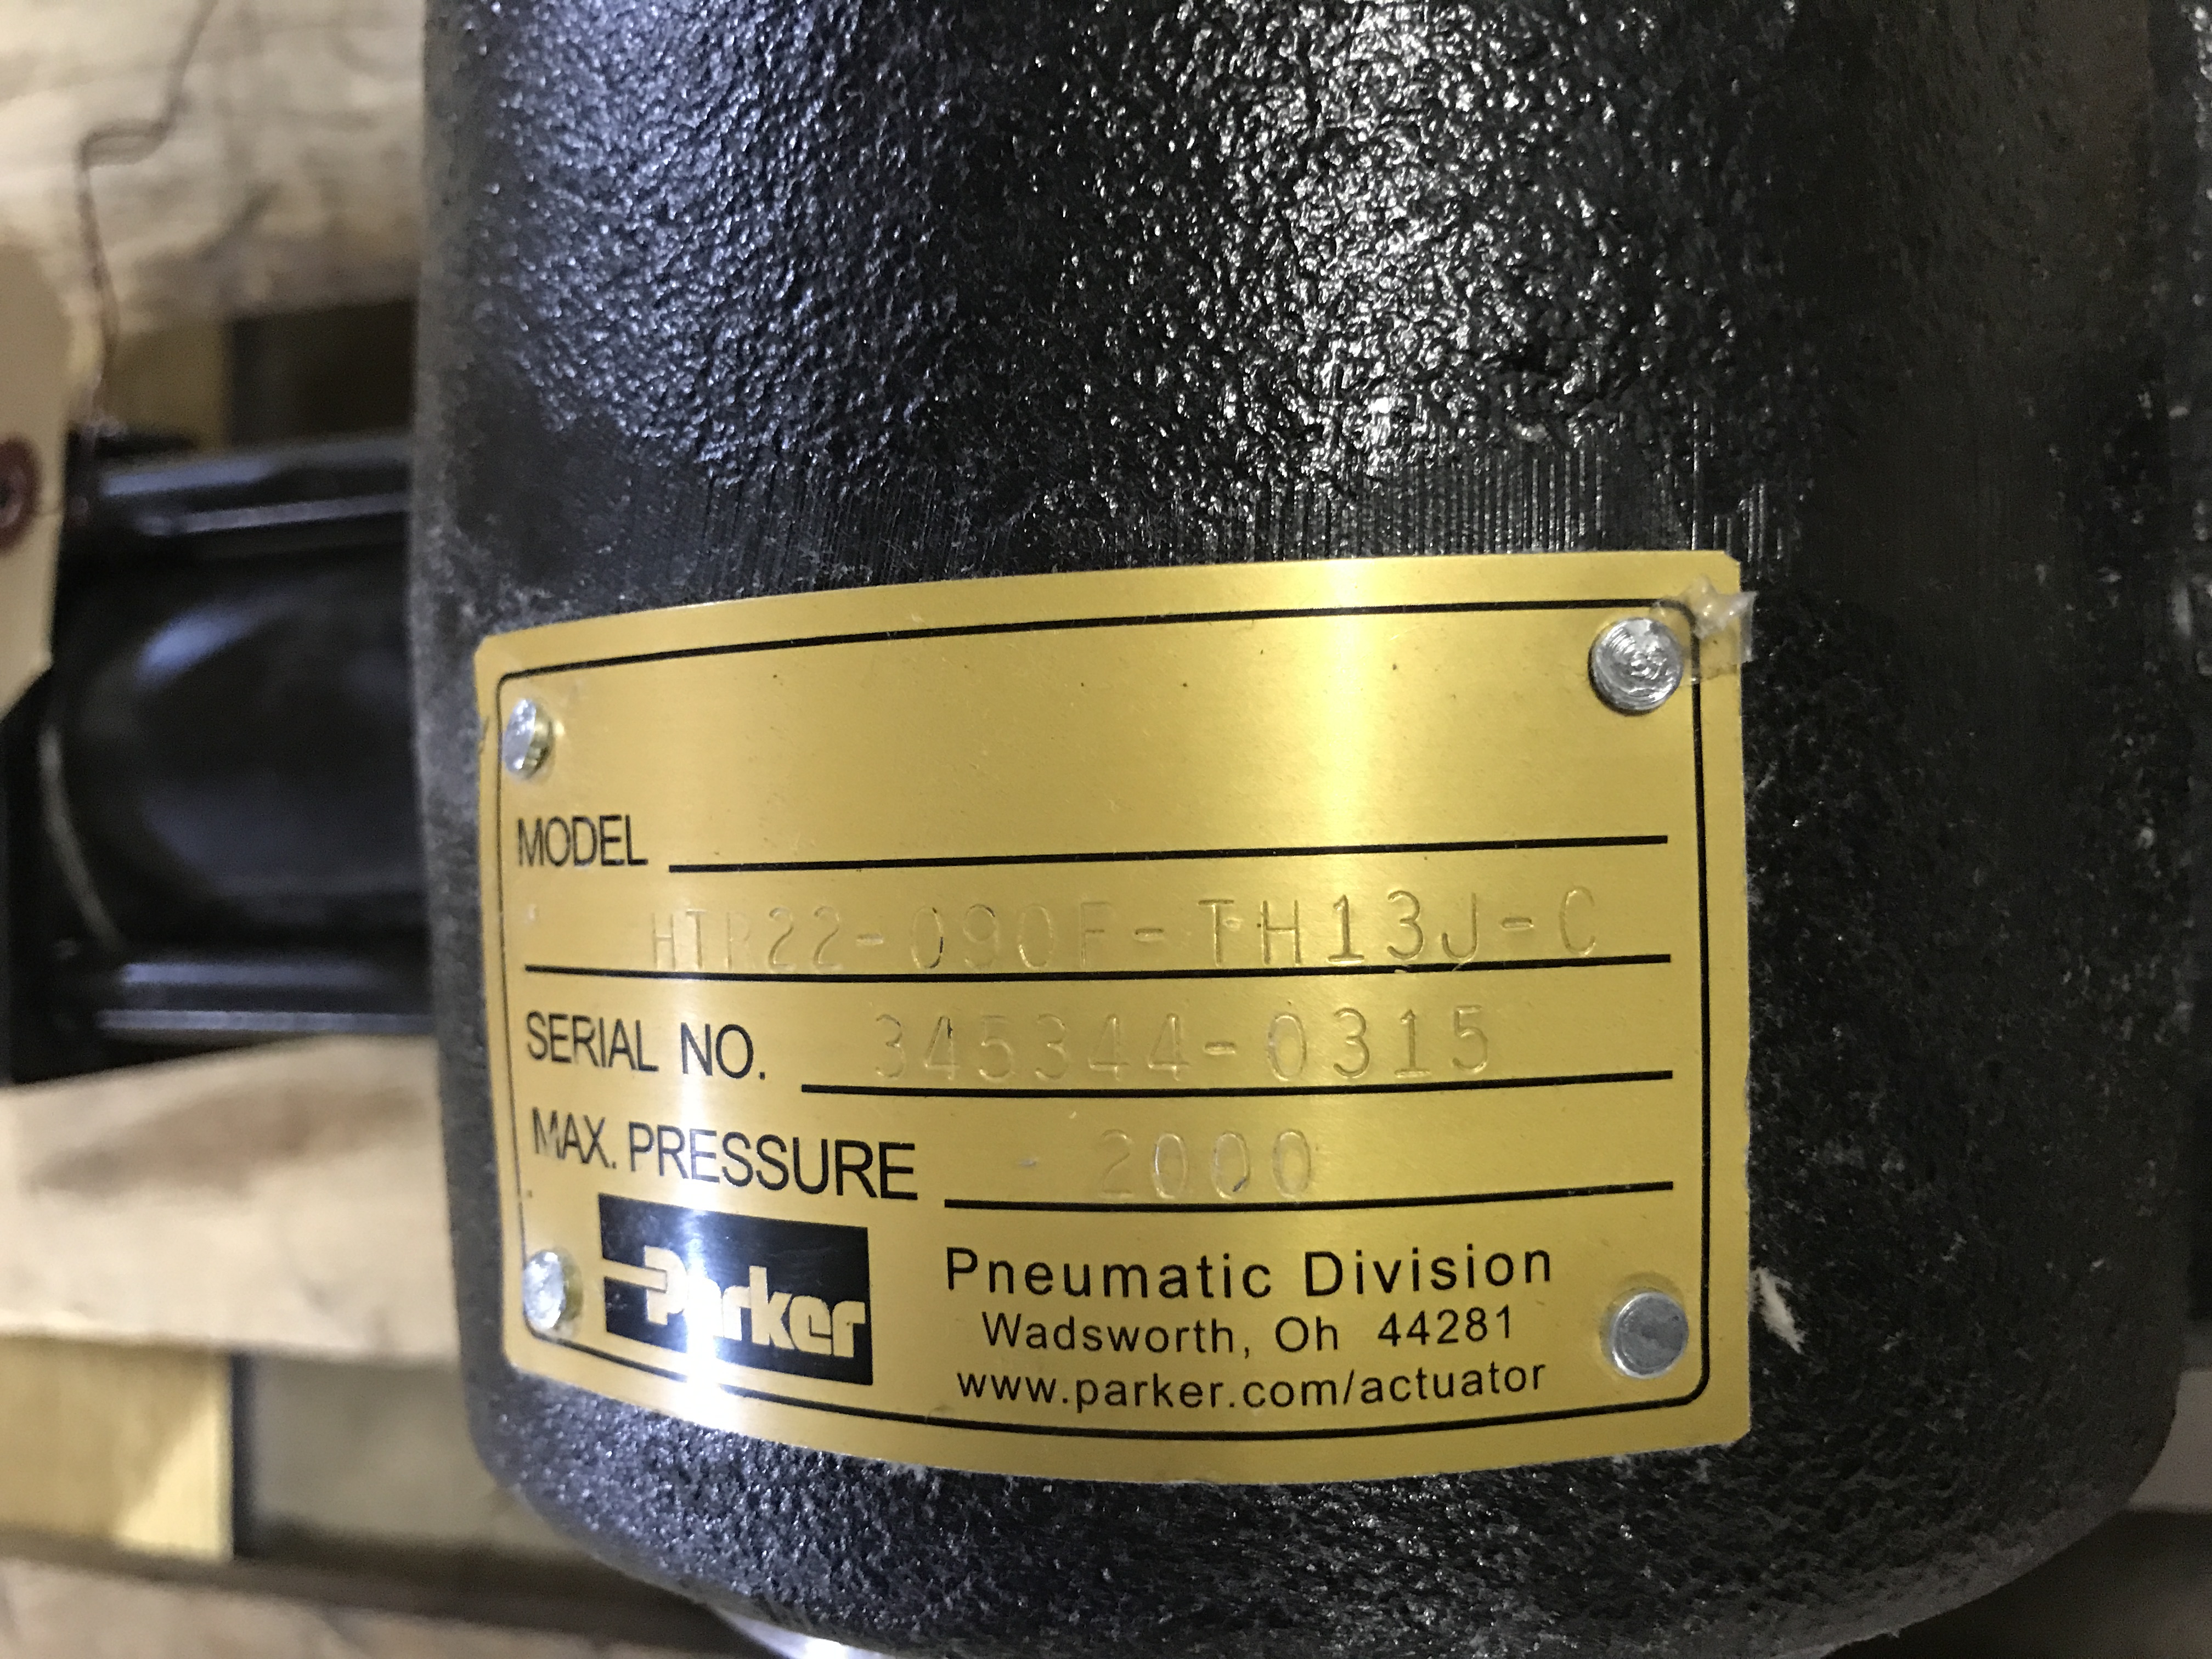 MODEL
HTR22-090F-TH13J-C
SERIAL NO. 345344-0315
MAX. PRESSURE 2000
Parker
Pneumatic Division
Wadsworth, Oh 44281
www.parker.com/actuator